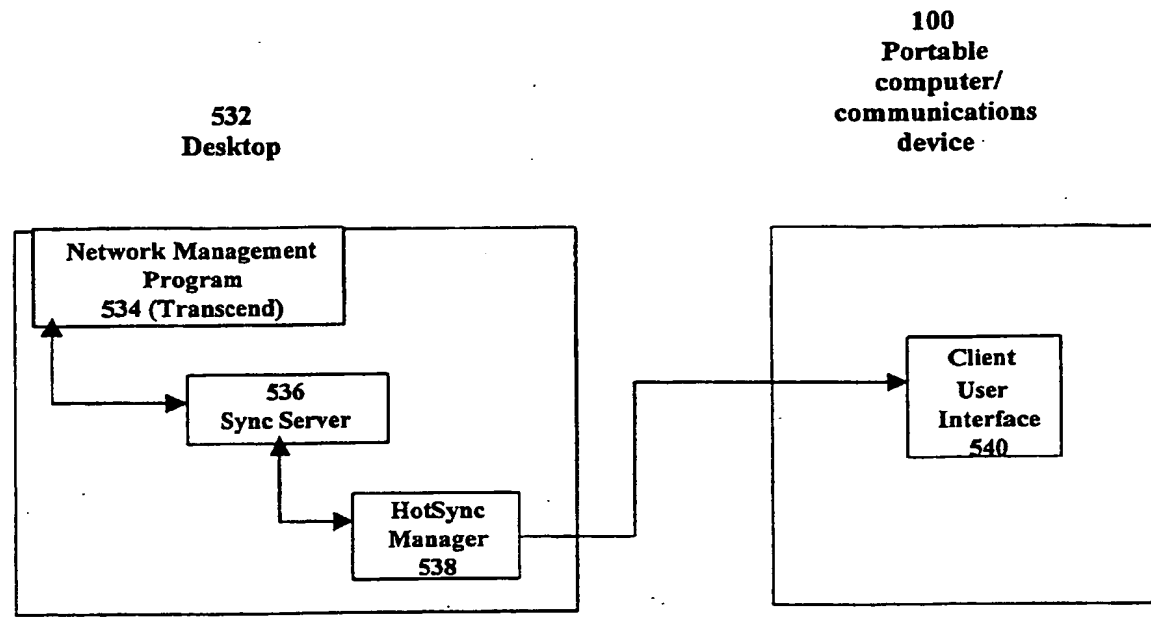 100
Portable
computer/
communications
device
532
Desktop
Network Management
Program
534 (Transcend)
536
Sync Server
HotSync
Manager
538
Client
User
Interface
540